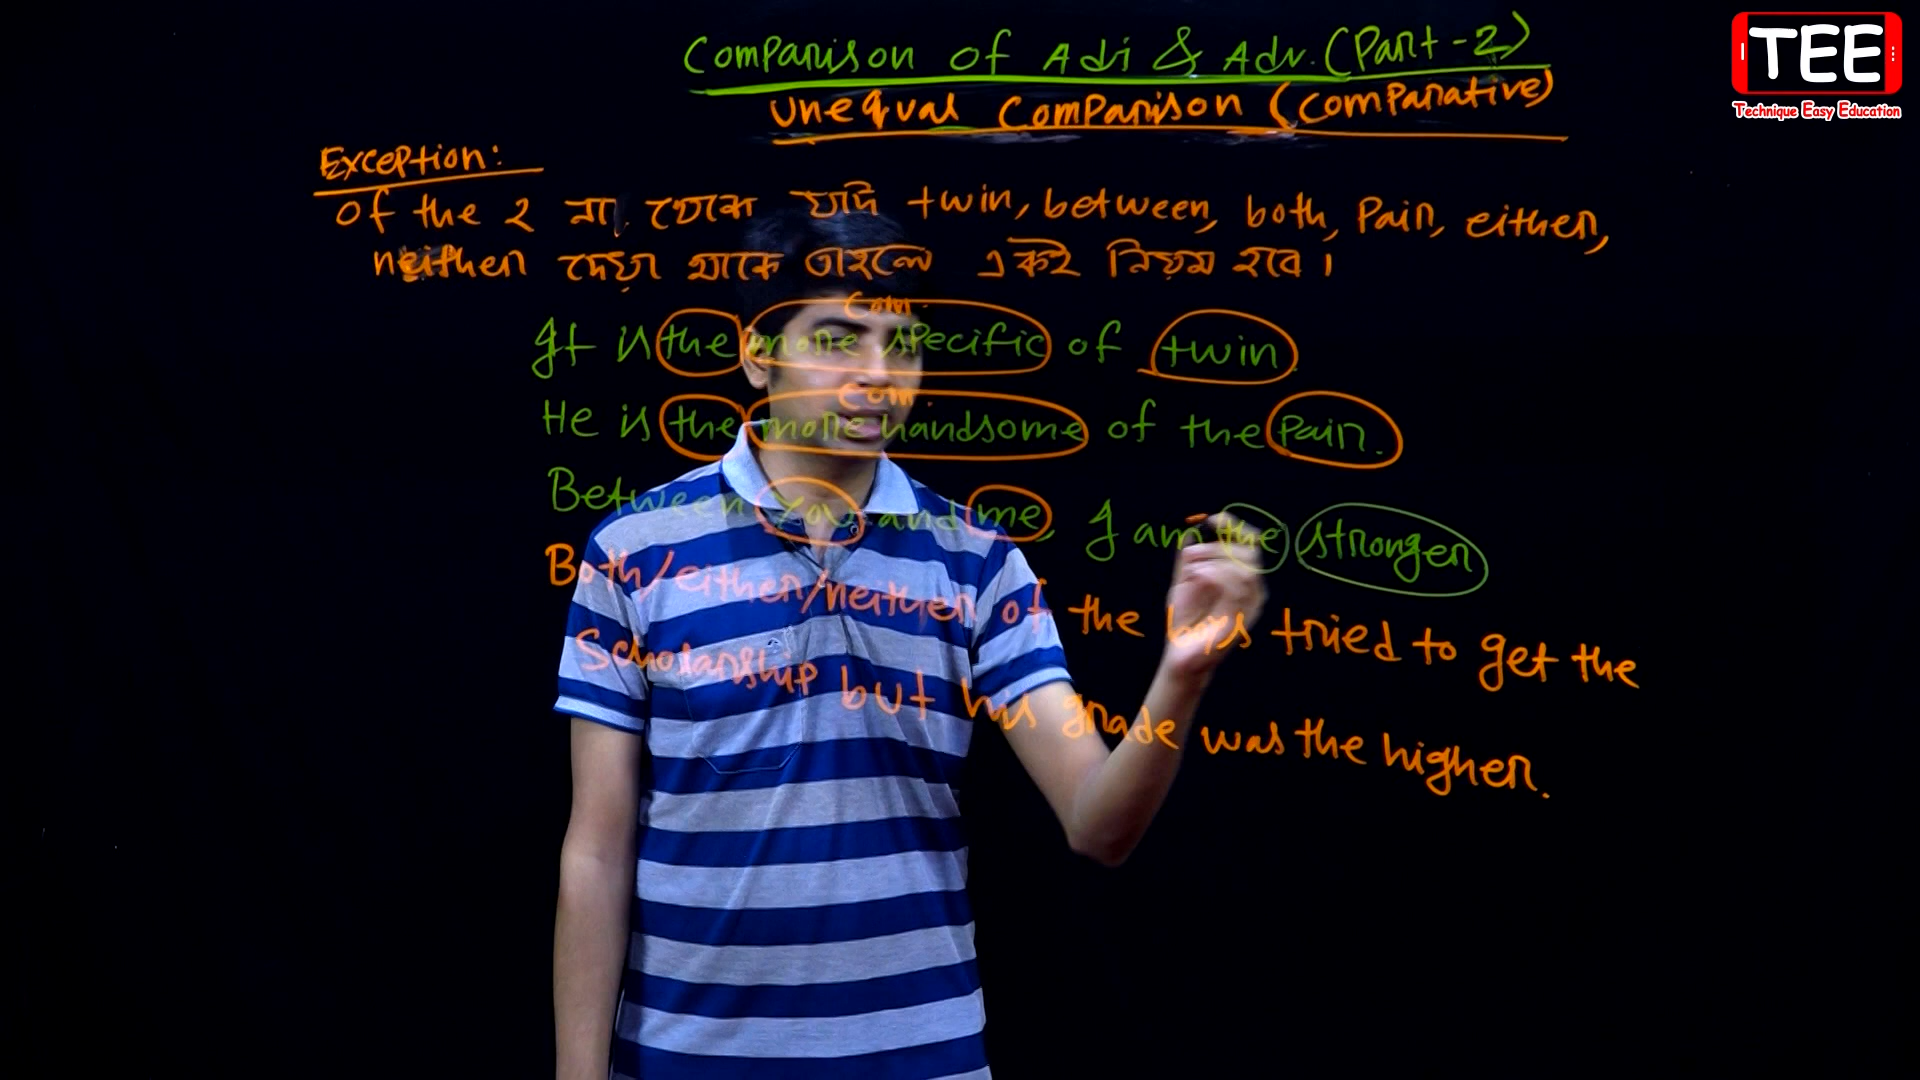 Comparison of Adj & Adv. (Part-2)
Unequal Comparison (Comparative)
TEE
Technique Easy Education
Exception:
Of the 2 না থেকে যদি twin, between, both, Pair, either,
neither দেয়া থাকে তাহলে একই নিয়ম হবে।
Com.
It is the more specific of twin.
Com
He is the more handsome of the Pair.
Between You and me, I am the stronger
Both/either/neither of the boys tried to get the
Scholarship but his grade was the higher.